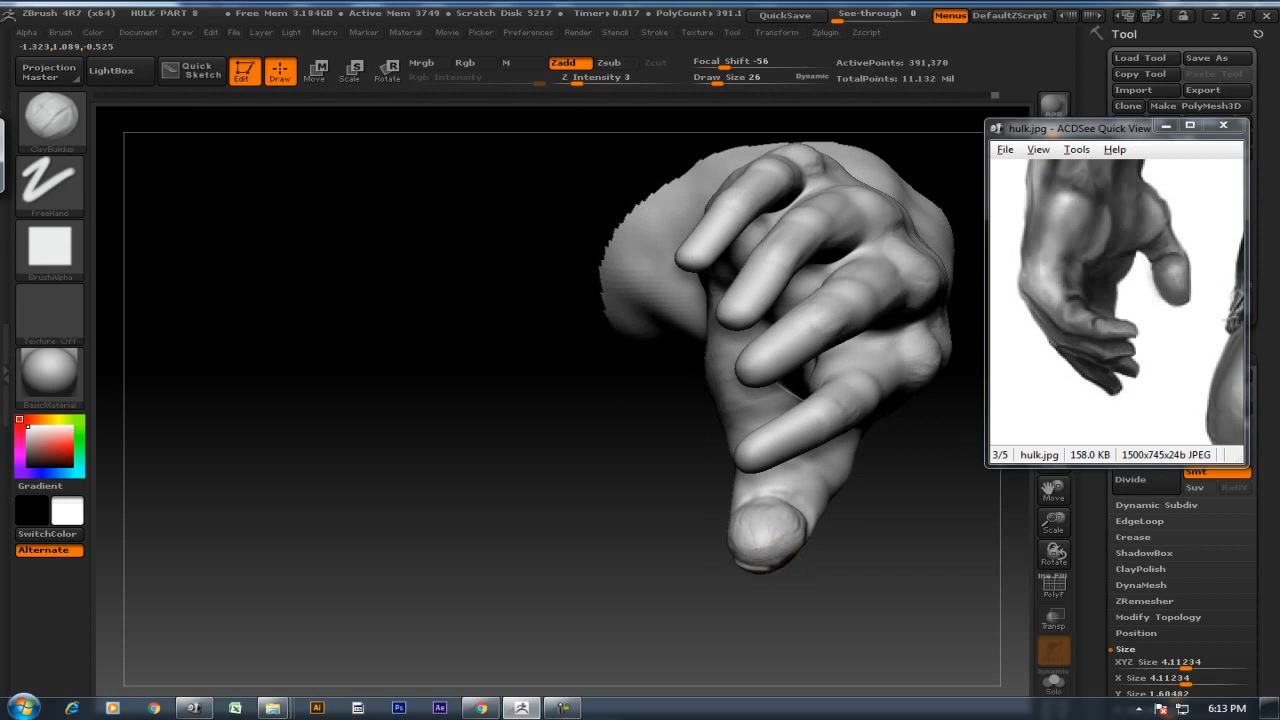 ZBrush 4R7 (x64) HULK PART 8 • Free Mem 3.184GB • Active Mem 3749 • Scratch Disk 5217 • Timer▸0.017 • PolyCount▸391.1 QuickSave See-through 0 Menus DefaultZScript
Alpha Brush Color Document Draw Edit File Layer Light Macro Marker Material Movie Picker Preferences Render Stencil Stroke Texture Tool Transform Zplugin Zscript
-1.323,1.089,-0.525
Projection Master
LightBox
Quick Sketch
Edit
Draw
Move
Scale
Rotate
Mrgb Rgb M
Rgb Intensity
Zadd Zsub Zcut
Z Intensity 3
Focal Shift -56
Draw Size 26 Dynamic
ActivePoints: 391,370
TotalPoints: 11.132 Mil
Tool
Load Tool Save As
Copy Tool Paste Tool
Import Export
Clone Make PolyMesh3D
ClayBuildup
FreeHand
BrushAlpha
Texture Off
BasicMaterial
Gradient
SwitchColor
Alternate
hulk.jpg - ACDSee Quick View
File View Tools Help
3/5 hulk.jpg 158.0 KB 1500x745x24b JPEG
Move
Scale
Rotate
PolyF
Transp
Dynamic
Solo
Smt
Divide
Suv RelUV
Dynamic Subdiv
EdgeLoop
Crease
ShadowBox
ClayPolish
DynaMesh
ZRemesher
Modify Topology
Position
Size
XYZ Size 4.11234
X Size 4.11234
Y Size 1.60482
6:13 PM